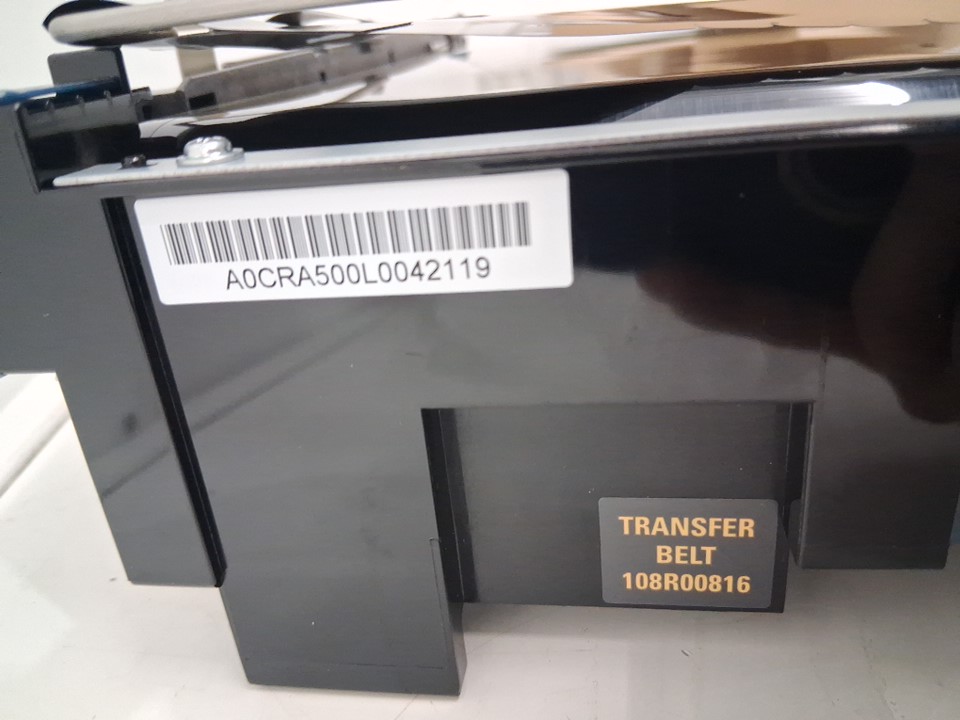 A0CRA500L0042119
TRANSFER
BELT
108R00816